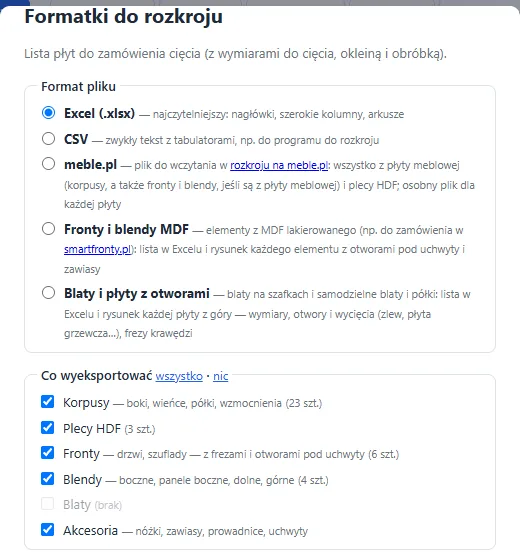 Formatki do rozkroju
Lista płyt do zamówienia cięcia (z wymiarami do cięcia, okleiną i obróbką).
Format pliku
Excel (.xlsx) — najczytelniejszy: nagłówki, szerokie kolumny, arkusze
CSV — zwykły tekst z tabulatorami, np. do programu do rozkroju
meble.pl — plik do wczytania w rozkroju na meble.pl: wszystko z płyty meblowej
(korpusy, a także fronty i blendy, jeśli są z płyty meblowej) i plecy HDF; osobny plik dla
każdej płyty
Fronty i blendy MDF — elementy z MDF lakierowanego (np. do zamówienia w
smartfronty.pl): lista w Excelu i rysunek każdego elementu z otworami pod uchwyty i
zawiasy
Blaty i płyty z otworami — blaty na szafkach i samodzielne blaty i półki: lista w
Excelu i rysunek każdej płyty z góry — wymiary, otwory i wycięcia (zlew, płyta
grzewcza...), frezy krawędzi
Co wyeksportować wszystko · nic
Korpusy — boki, wieńce, półki, wzmocnienia (23 szt.)
Plecy HDF (3 szt.)
Fronty — drzwi, szuflady — z frezami i otworami pod uchwyty (6 szt.)
Blendy — boczne, panele boczne, dolne, górne (4 szt.)
Blaty (brak)
Akcesoria — nóżki, zawiasy, prowadnice, uchwyty